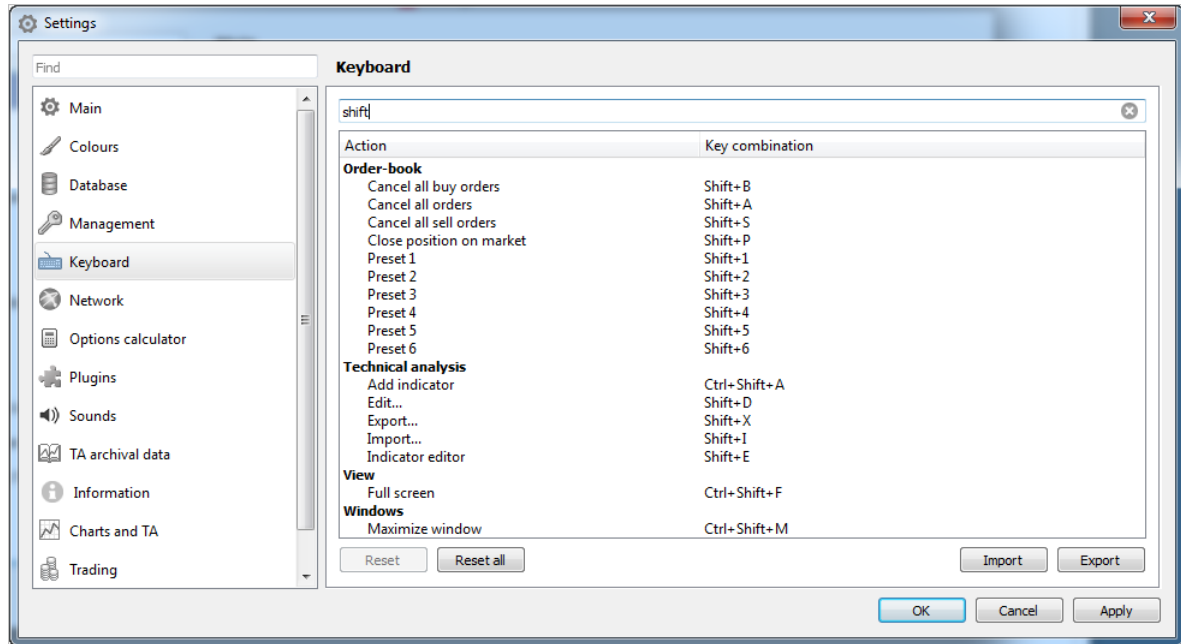 Settings
Find
Main
Colours
Database
Management
Keyboard
Network
Options calculator
Plugins
Sounds
TA archival data
Information
Charts and TA
Trading
Keyboard
shift
Action Key combination
Order-book
Cancel all buy orders Shift+B
Cancel all orders Shift+A
Cancel all sell orders Shift+S
Close position on market Shift+P
Preset 1 Shift+1
Preset 2 Shift+2
Preset 3 Shift+3
Preset 4 Shift+4
Preset 5 Shift+5
Preset 6 Shift+6
Technical analysis
Add indicator Ctrl+Shift+A
Edit... Shift+D
Export... Shift+X
Import... Shift+I
Indicator editor Shift+E
View
Full screen Ctrl+Shift+F
Windows
Maximize window Ctrl+Shift+M
Reset Reset all Import Export
OK Cancel Apply